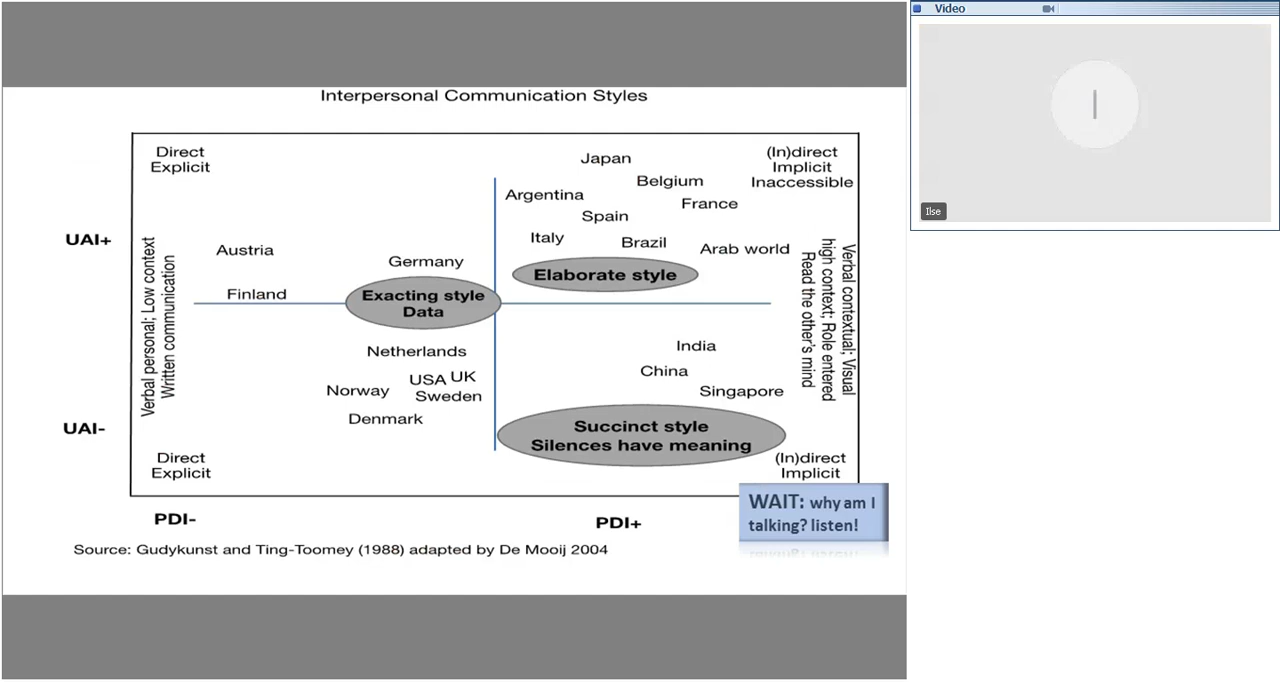 Video
Interpersonal Communication Styles
Direct
Explicit
Japan
(In)direct
Implicit
Inaccessible
Belgium
Argentina
France
Spain
UAI+
Italy
Brazil
Arab world
Austria
Germany
Elaborate style
Finland
Exacting style
Data
Verbal personal; Low context
Written communication
Verbal contextual; Visual
high context; Role entered
Read the other's mind
Netherlands
India
China
USA
UK
Norway
Sweden
Singapore
Denmark
UAI-
Succinct style
Silences have meaning
Direct
Explicit
(In)direct
Implicit
PDI-
PDI+
WAIT: why am I
talking? listen!
Source: Gudykunst and Ting-Toomey (1988) adapted by De Mooij 2004
I
Ilse